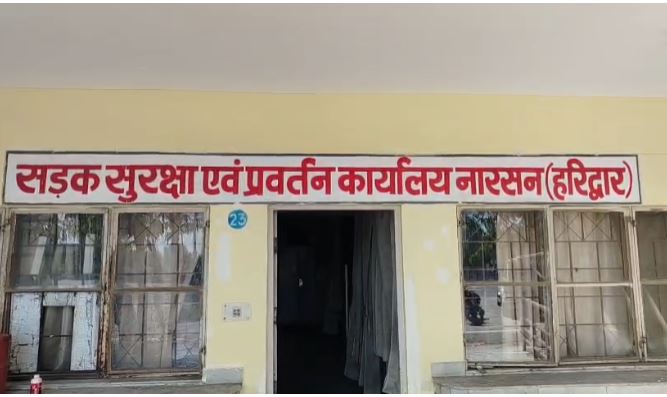 सड़क सुरक्षा एवं प्रवर्तन कार्यालय नारसन (हरिद्वार)
23